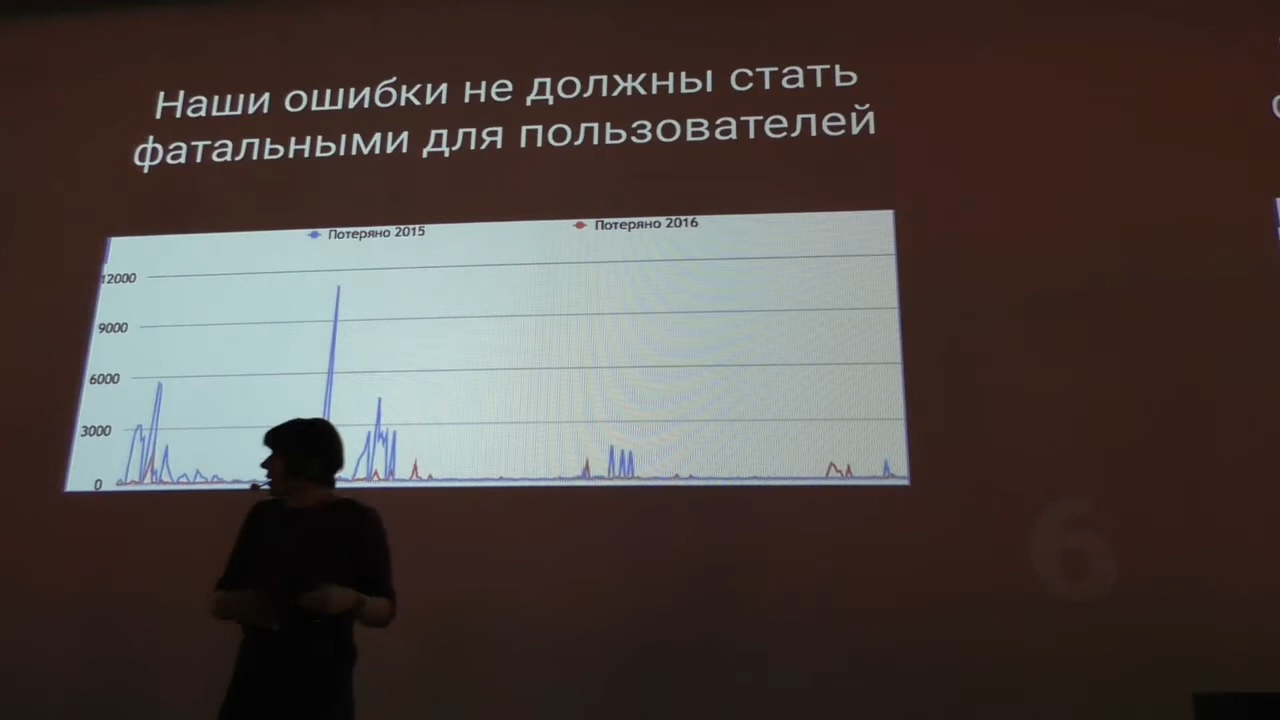 Наши ошибки не должны стать
фатальными для пользователей
Потеряно 2015
Потеряно 2016
12000
9000
6000
3000
0
6